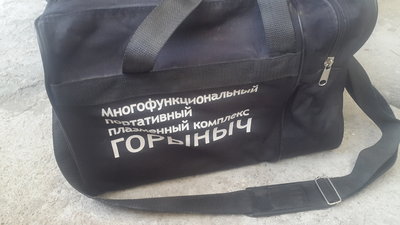 Многофункциональный
портативный
плазменный комплекс
ГОРЫНЫЧ